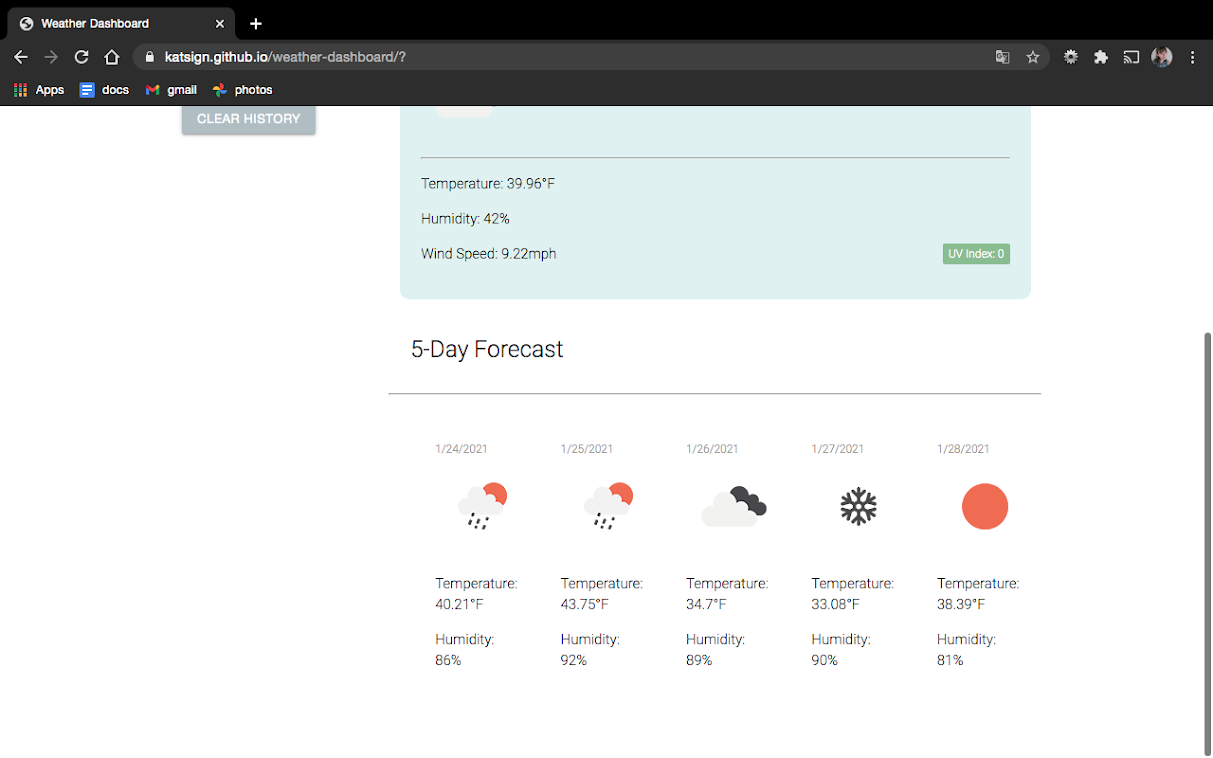 Weather Dashboard
katsign.github.io/weather-dashboard/?
Apps docs gmail photos
CLEAR HISTORY
Temperature: 39.96°F
Humidity: 42%
Wind Speed: 9.22mph
UV Index: 0
5-Day Forecast
1/24/2021 1/25/2021 1/26/2021 1/27/2021 1/28/2021
Temperature: Temperature: Temperature: Temperature: Temperature:
40.21°F 43.75°F 34.7°F 33.08°F 38.39°F
Humidity: Humidity: Humidity: Humidity: Humidity:
86% 92% 89% 90% 81%